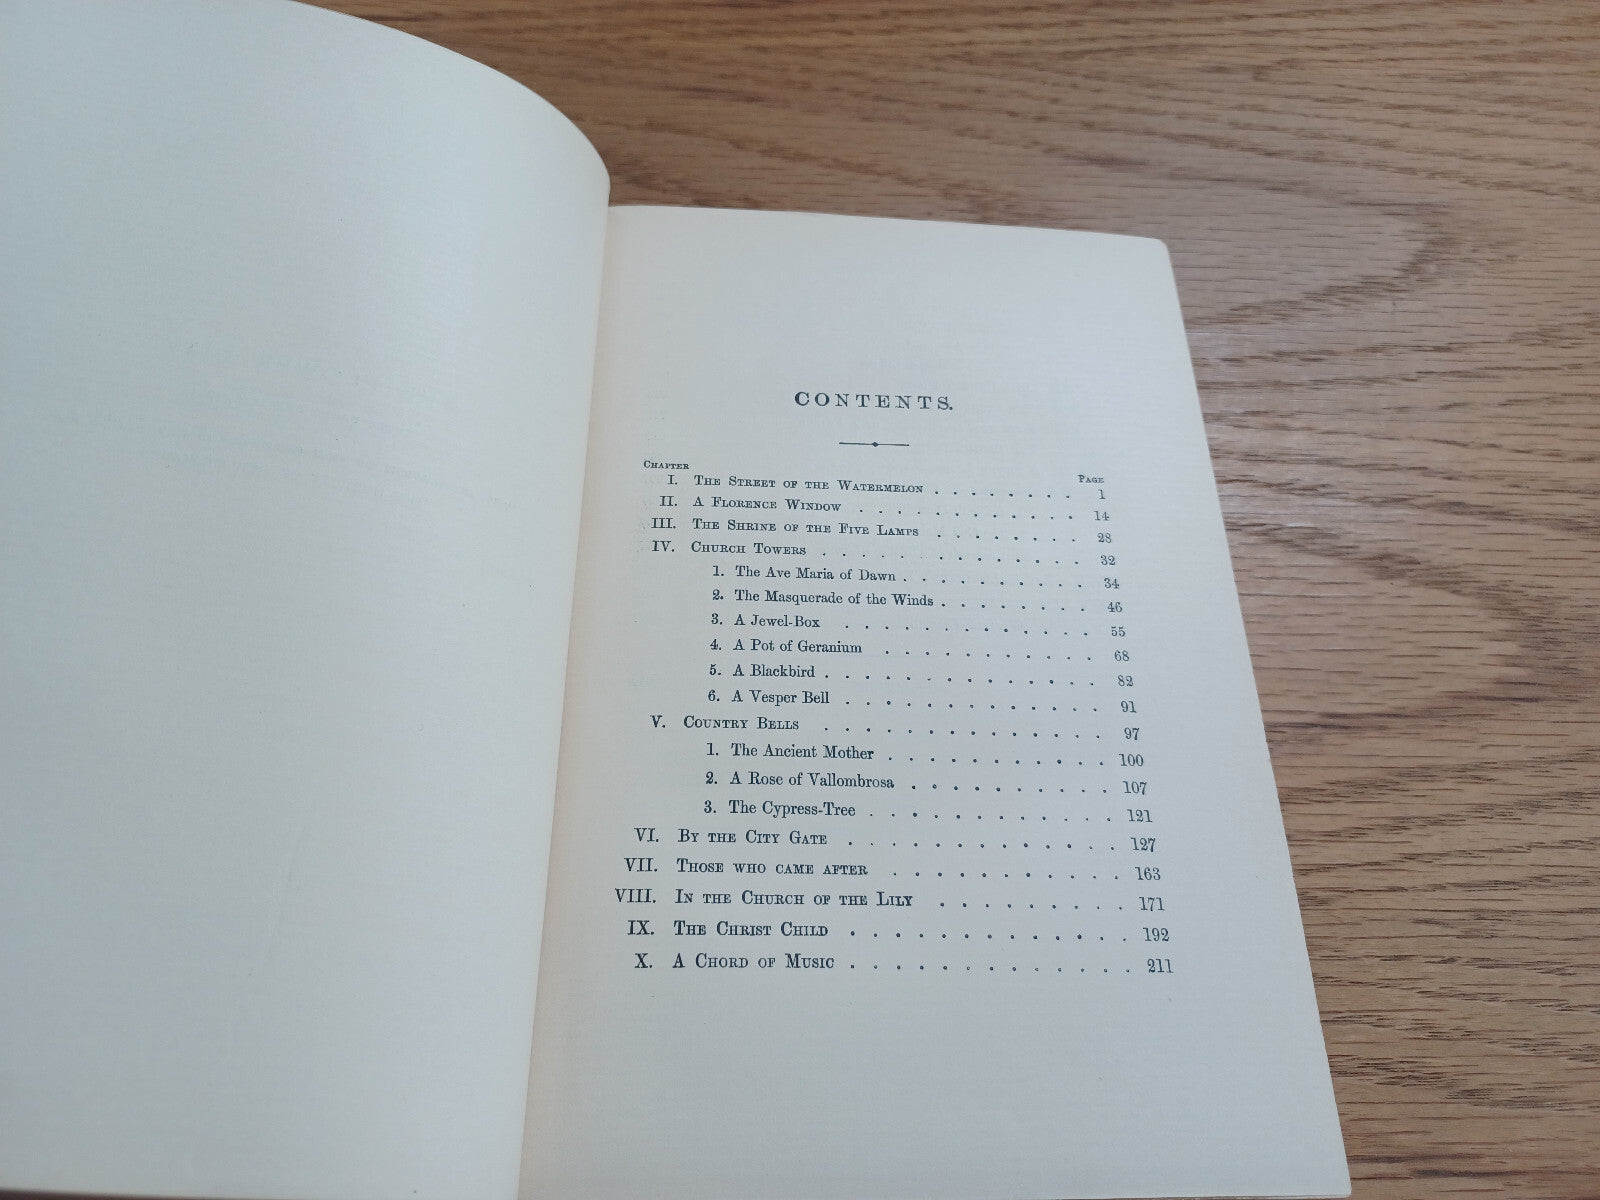 CONTENTS.
CHAPTER PAGE
I. THE STREET OF THE WATERMELON . . . . . . . . 1
II. A FLORENCE WINDOW . . . . . . . . . . . . 14
III. THE SHRINE OF THE FIVE LAMPS . . . . . . . . 28
IV. CHURCH TOWERS . . . . . . . . . . . . 32
1. The Ave Maria of Dawn . . . . . . . . . . 34
2. The Masquerade of the Winds . . . . . . . . 46
3. A Jewel-Box . . . . . . . . . . . . 55
4. A Pot of Geranium . . . . . . . . . . . 68
5. A Blackbird . . . . . . . . . . . . . . 82
6. A Vesper Bell . . . . . . . . . . . . . 91
V. COUNTRY BELLS . . . . . . . . . . . . . . 97
1. The Ancient Mother . . . . . . . . . . . 100
2. A Rose of Vallombrosa . . . . . . . . . . 107
3. The Cypress-Tree . . . . . . . . . . . . 121
VI. BY THE CITY GATE . . . . . . . . . . . . . 127
VII. THOSE WHO CAME AFTER . . . . . . . . . . . 163
VIII. IN THE CHURCH OF THE LILY . . . . . . . . . 171
IX. THE CHRIST CHILD . . . . . . . . . . . . . 192
X. A CHORD OF MUSIC . . . . . . . . . . . . . 211